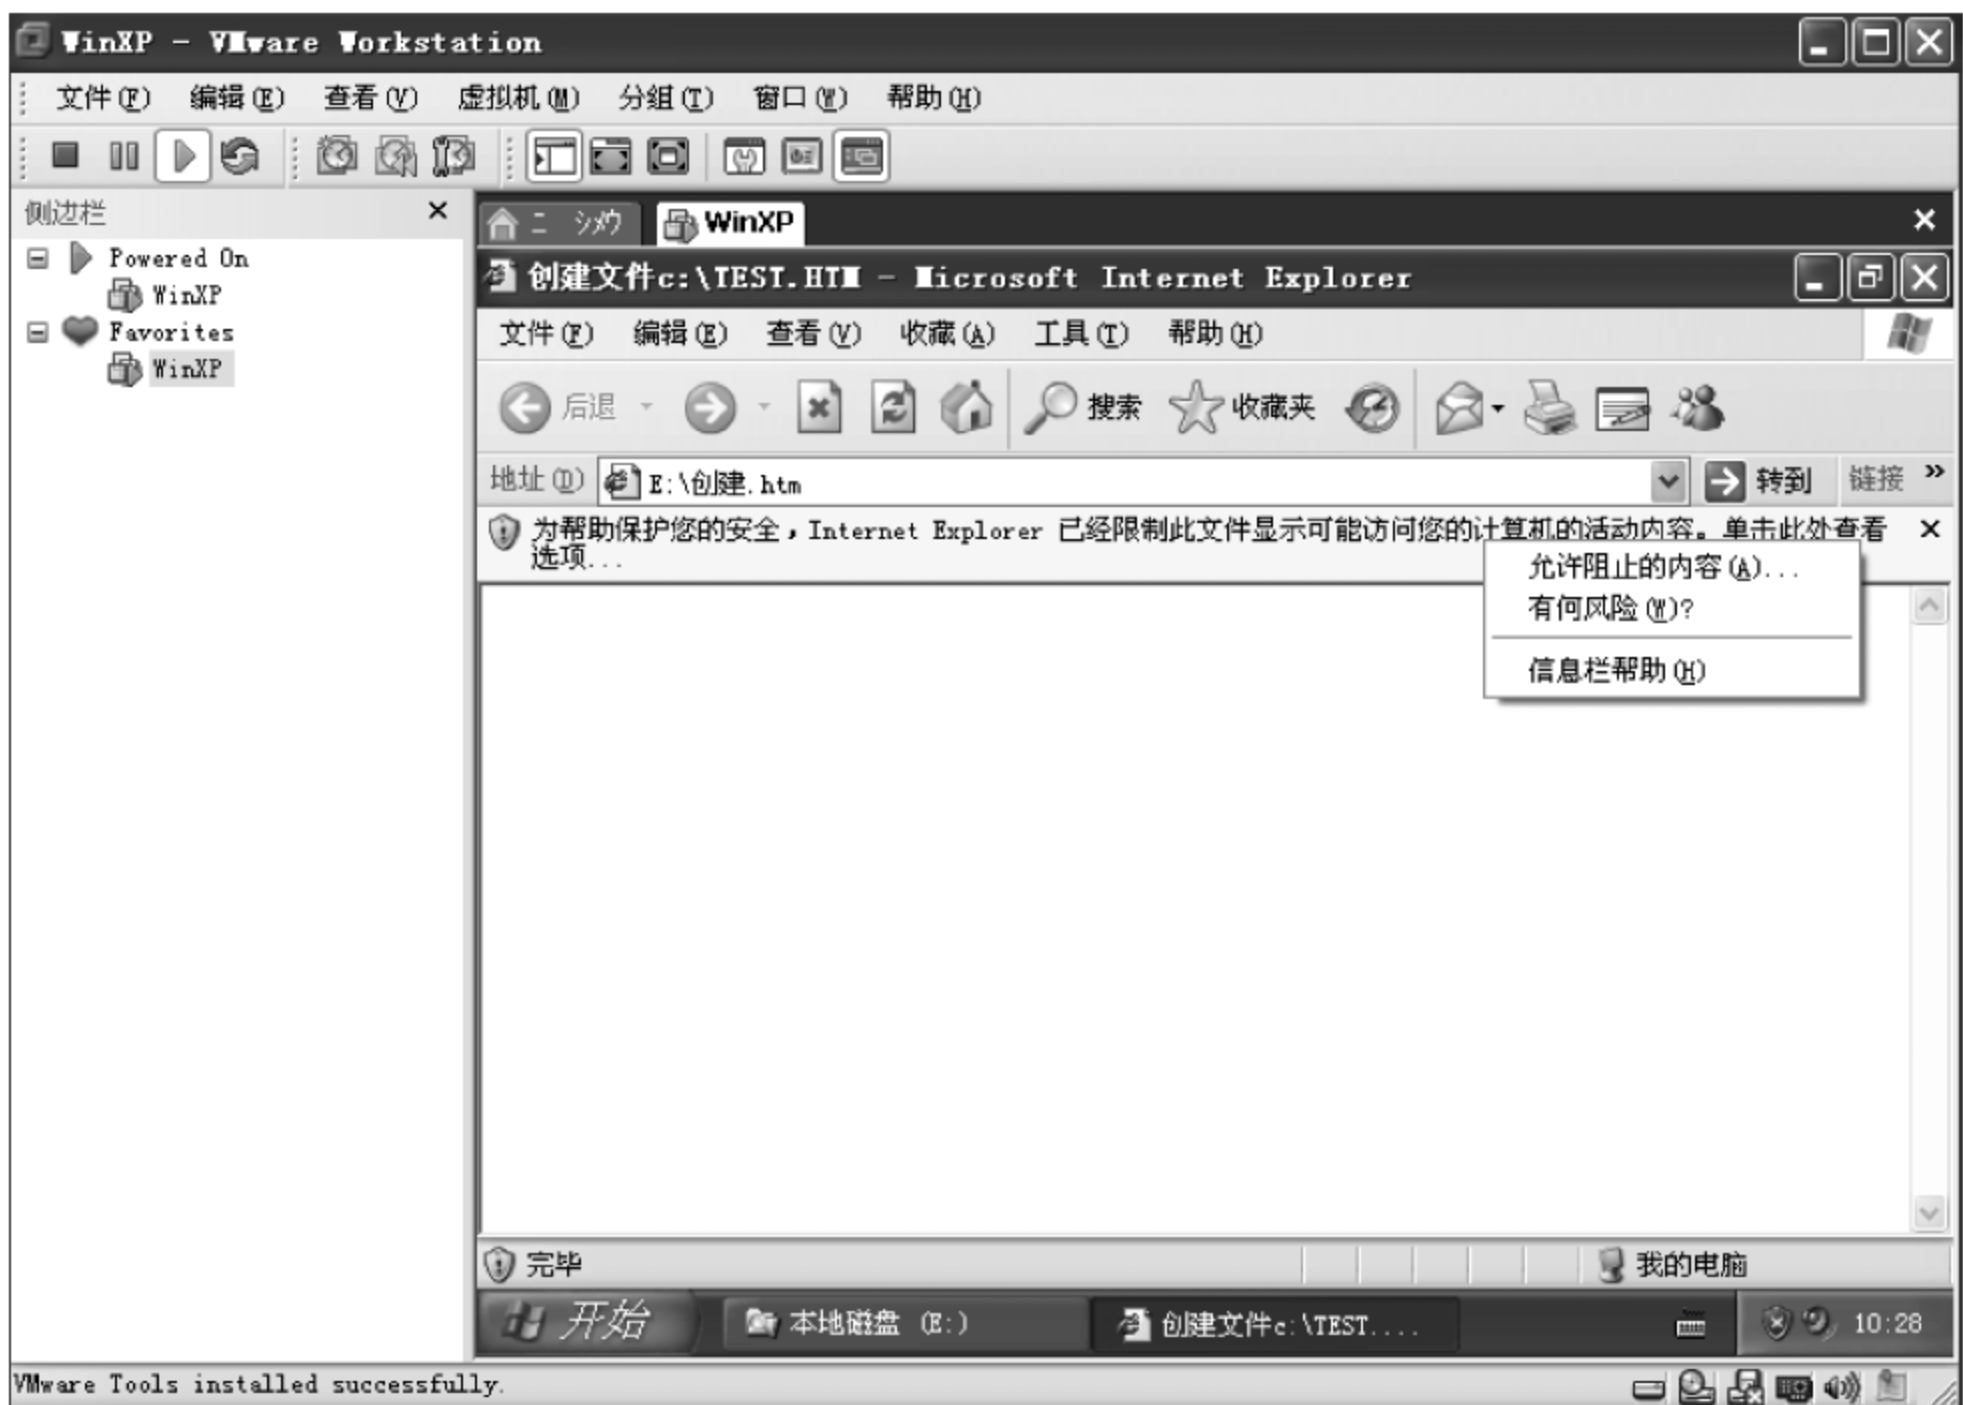 WinXP - VMware Workstation
文件(F) 编辑(E) 查看(V) 虚拟机(M) 分组(T) 窗口(W) 帮助(H)
侧边栏
Powered On
WinXP
Favorites
WinXP
ニ シメウ WinXP
创建文件c:\TEST.HTM - Microsoft Internet Explorer
文件(F) 编辑(E) 查看(V) 收藏(A) 工具(T) 帮助(H)
后退 搜索 收藏夹
地址(D) E:\创建.htm 转到 链接 »
为帮助保护您的安全，Internet Explorer 已经限制此文件显示可能访问您的计算机的活动内容。单击此处查看
选项...
允许阻止的内容(A)...
有何风险(W)?
信息栏帮助(H)
完毕 我的电脑
开始 本地磁盘 (E:) 创建文件c:\TEST.... 10:28
VMware Tools installed successfully.